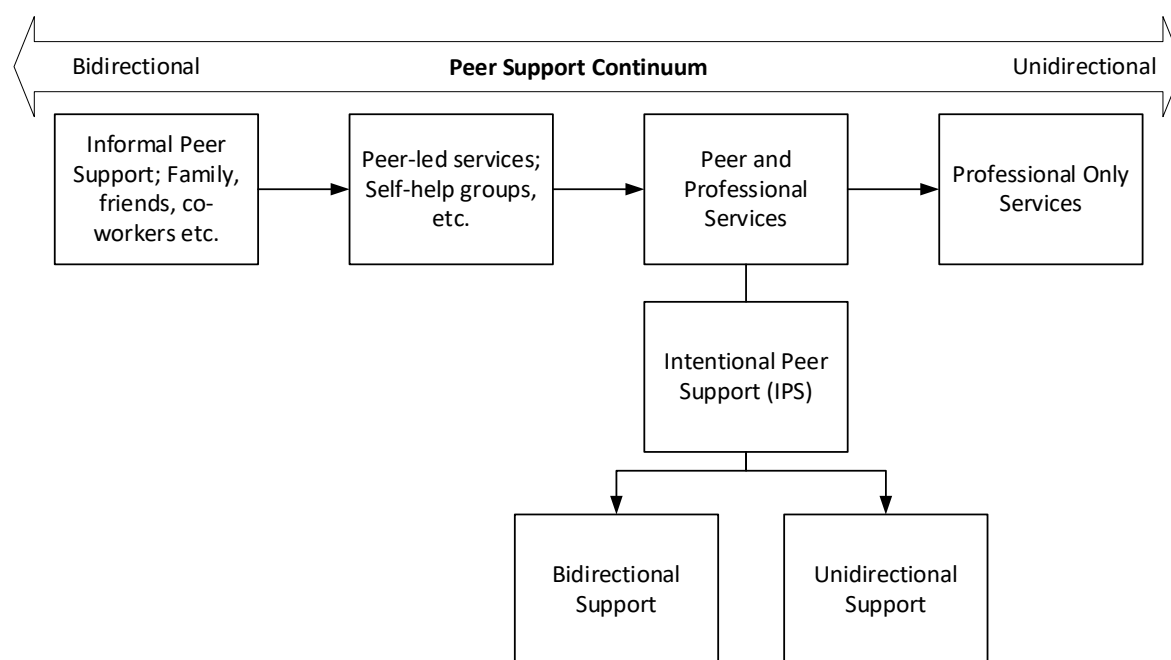 Bidirectional Peer Support Continuum Unidirectional
Informal Peer
Support; Family,
friends, co-
workers etc.
Peer-led services;
Self-help groups,
etc.
Peer and
Professional
Services
Professional Only
Services
Intentional Peer
Support (IPS)
Bidirectional
Support
Unidirectional
Support